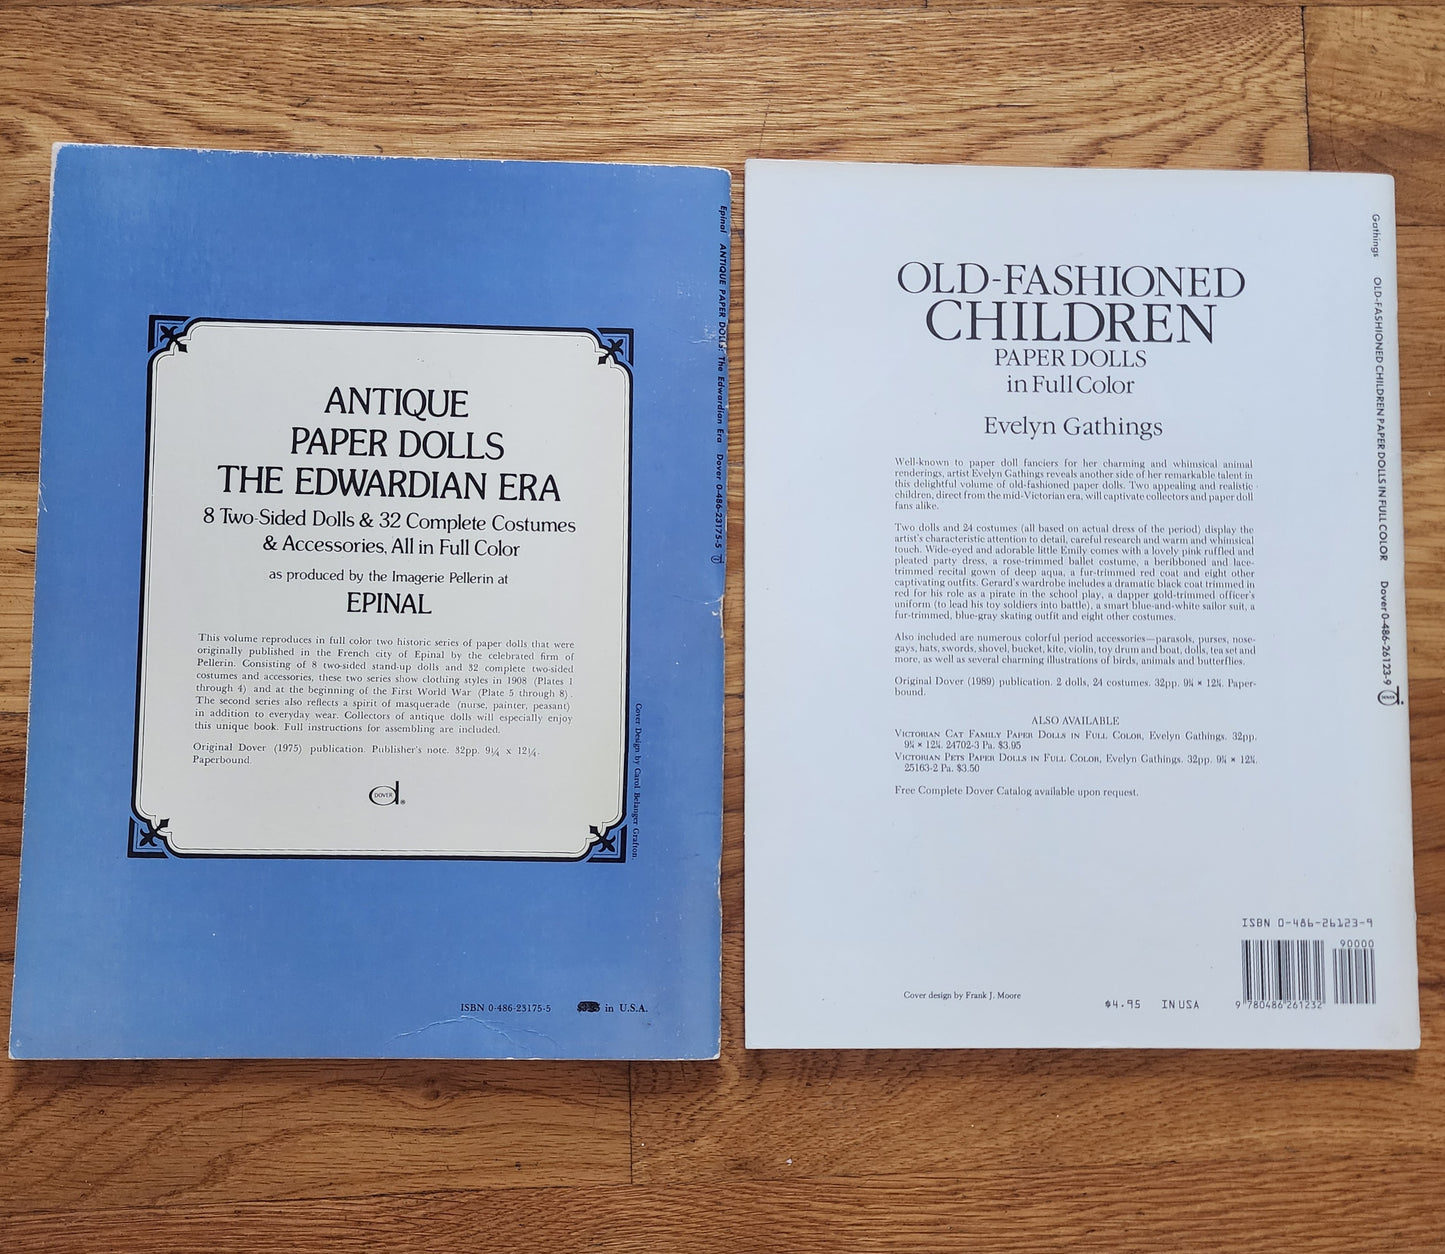 ANTIQUE
PAPER DOLLS
THE EDWARDIAN ERA
8 Two-Sided Dolls & 32 Complete Costumes
& Accessories, All in Full Color
as produced by the Imagerie Pellerin at
EPINAL
This volume reproduces in full color two historic series of paper dolls that were
originally published in the French city of Epinal by the celebrated firm of
Pellerin. Consisting of 8 two-sided stand-up dolls and 32 complete two-sided
costumes and accessories, these two series show clothing styles in 1908 (Plates 1
through 4) and at the beginning of the First World War (Plate 5 through 8).
The second series also reflects a spirit of masquerade (nurse, painter, peasant)
in addition to everyday wear. Collectors of antique dolls will especially enjoy
this unique book. Full instructions for assembling are included.
Original Dover (1975) publication. Publisher's note. 32pp. 9¼ x 12¼.
Paperbound.
DOVER
®
Cover Design by Carol Belanger Grafton.
ISBN 0-486-23175-5
in U.S.A.
Epinal ANTIQUE PAPER DOLLS: The Edwardian Era Dover 0-486-23175-5
OLD-FASHIONED
CHILDREN
PAPER DOLLS
in Full Color
Evelyn Gathings
Well-known to paper doll fanciers for her charming and whimsical animal
renderings, artist Evelyn Gathings reveals another side of her remarkable talent in
this delightful volume of old-fashioned paper dolls. Two appealing and realistic
children, direct from the mid-Victorian era, will captivate collectors and paper doll
fans alike.
Two dolls and 24 costumes (all based on actual dress of the period) display the
artist's characteristic attention to detail, careful research and warm and whimsical
touch. Wide-eyed and adorable little Emily comes with a lovely pink ruffled and
pleated party dress, a rose-trimmed ballet costume, a beribboned and lace-
trimmed recital gown of deep aqua, a fur-trimmed red coat and eight other
captivating outfits. Gerard's wardrobe includes a dramatic black coat trimmed in
red for his role as a pirate in the school play, a dapper gold-trimmed officer's
uniform (to lead his toy soldiers into battle), a smart blue-and-white sailor suit, a
fur-trimmed, blue-gray skating outfit and eight other costumes.
Also included are numerous colorful period accessories—parasols, purses, nose-
gays, hats, swords, shovel, bucket, kite, violin, toy drum and boat, dolls, tea set and
more, as well as several charming illustrations of birds, animals and butterflies.
Original Dover (1989) publication. 2 dolls, 24 costumes. 32pp. 9¼ × 12¼. Paper-
bound.
ALSO AVAILABLE
VICTORIAN CAT FAMILY PAPER DOLLS IN FULL COLOR, Evelyn Gathings. 32pp.
9¼ × 12¼. 24702-3 Pa. $3.95
VICTORIAN PETS PAPER DOLLS IN FULL COLOR, Evelyn Gathings. 32pp. 9¼ × 12¼.
25163-2 Pa. $3.50
Free Complete Dover Catalog available upon request.
Cover design by Frank J. Moore
$4.95 IN USA
ISBN 0-486-26123-9
90000
9 780486 261232
Gathings OLD-FASHIONED CHILDREN PAPER DOLLS IN FULL COLOR Dover 0-486-26123-9
DOVER